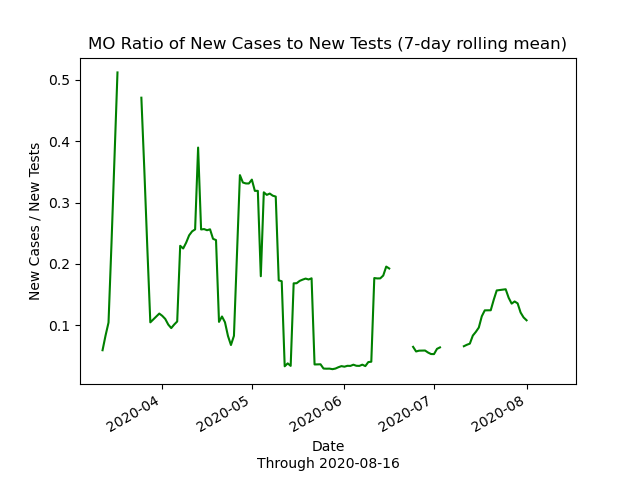 MO Ratio of New Cases to New Tests (7-day rolling mean)
0.5
0.4
0.3
0.2
0.1
New Cases / New Tests
2020-04
2020-05
2020-06
2020-07
2020-08
Date
Through 2020-08-16